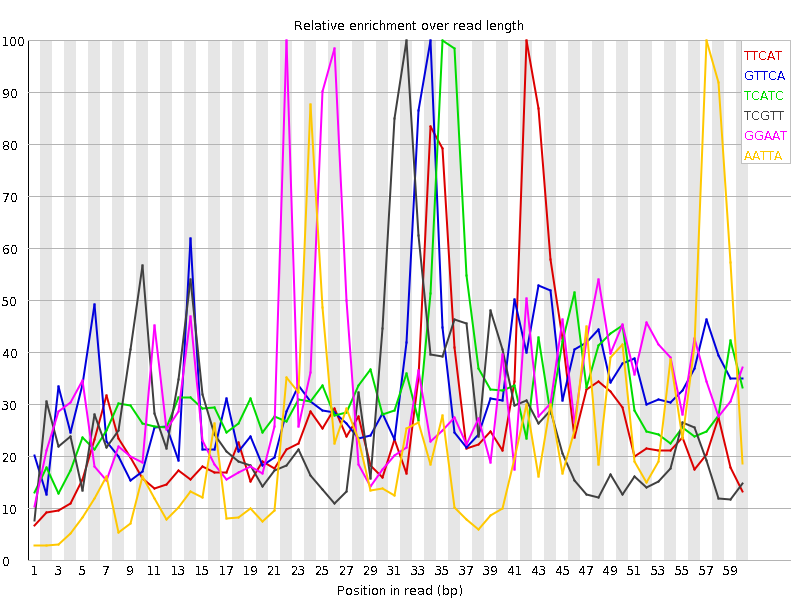 Relative enrichment over read length
100
90
80
70
60
50
40
30
20
10
0
TTCAT
GTTCA
TCATC
TCGTT
GGAAT
AATTA
1 3 5 7 9 11 13 15 17 19 21 23 25 27 29 31 33 35 37 39 41 43 45 47 49 51 53 55 57 59
Position in read (bp)